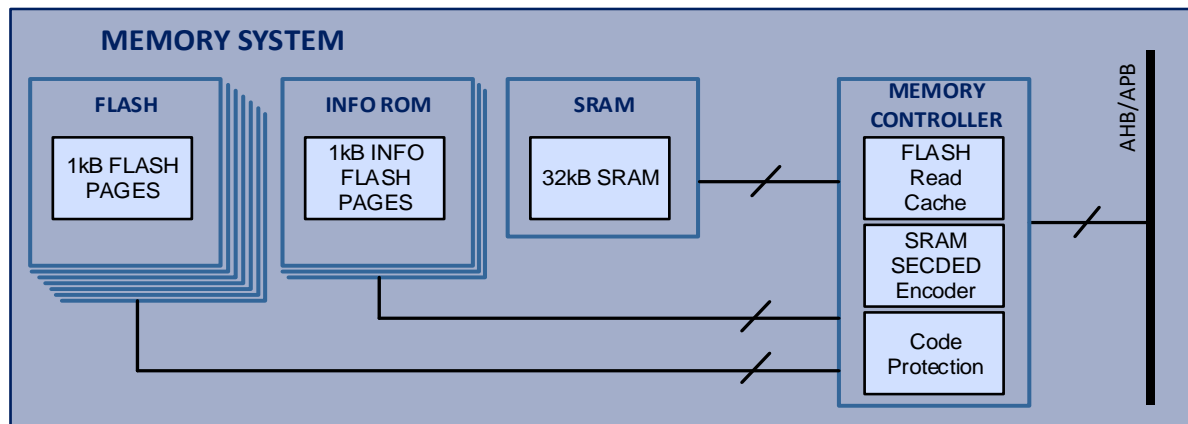 MEMORY SYSTEM
FLASH
1kB FLASH
PAGES
INFO ROM
1kB INFO
FLASH
PAGES
SRAM
32kB SRAM
MEMORY
CONTROLLER
FLASH
Read
Cache
SRAM
SECDED
Encoder
Code
Protection
AHB/APB